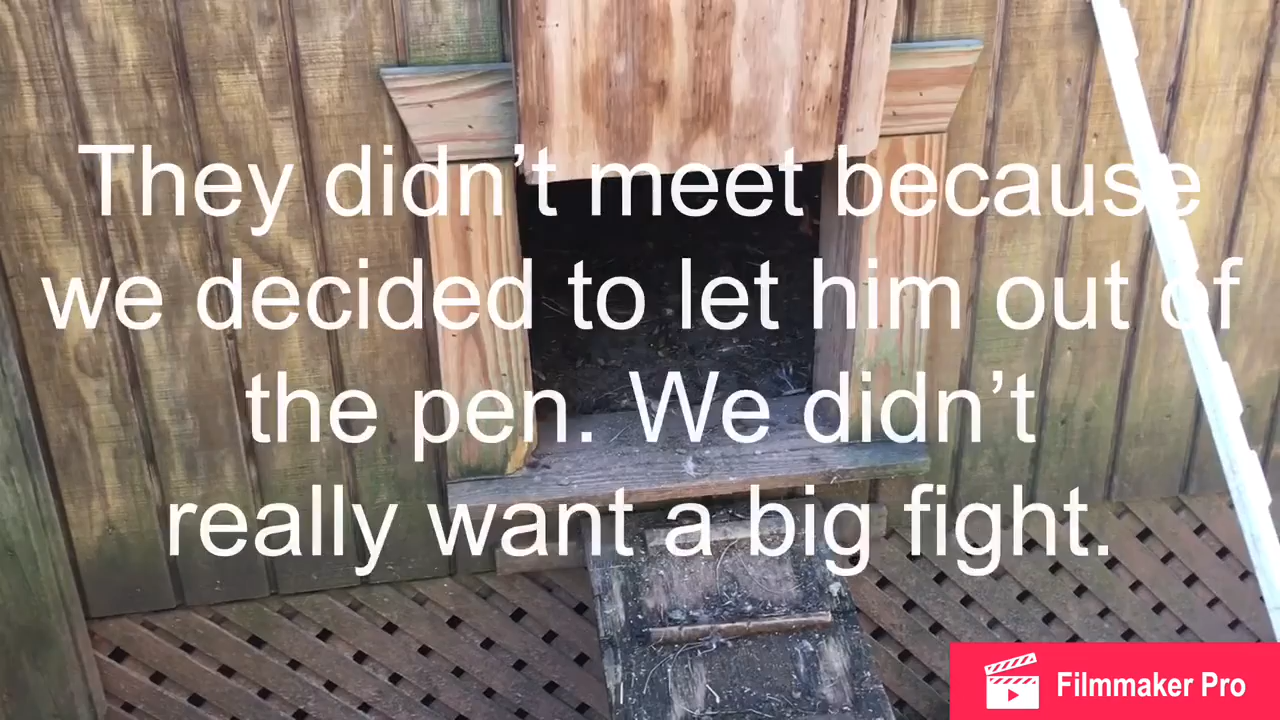 They didn’t meet because
we decided to let him out of
the pen. We didn’t
really want a big fight.
Filmmaker Pro